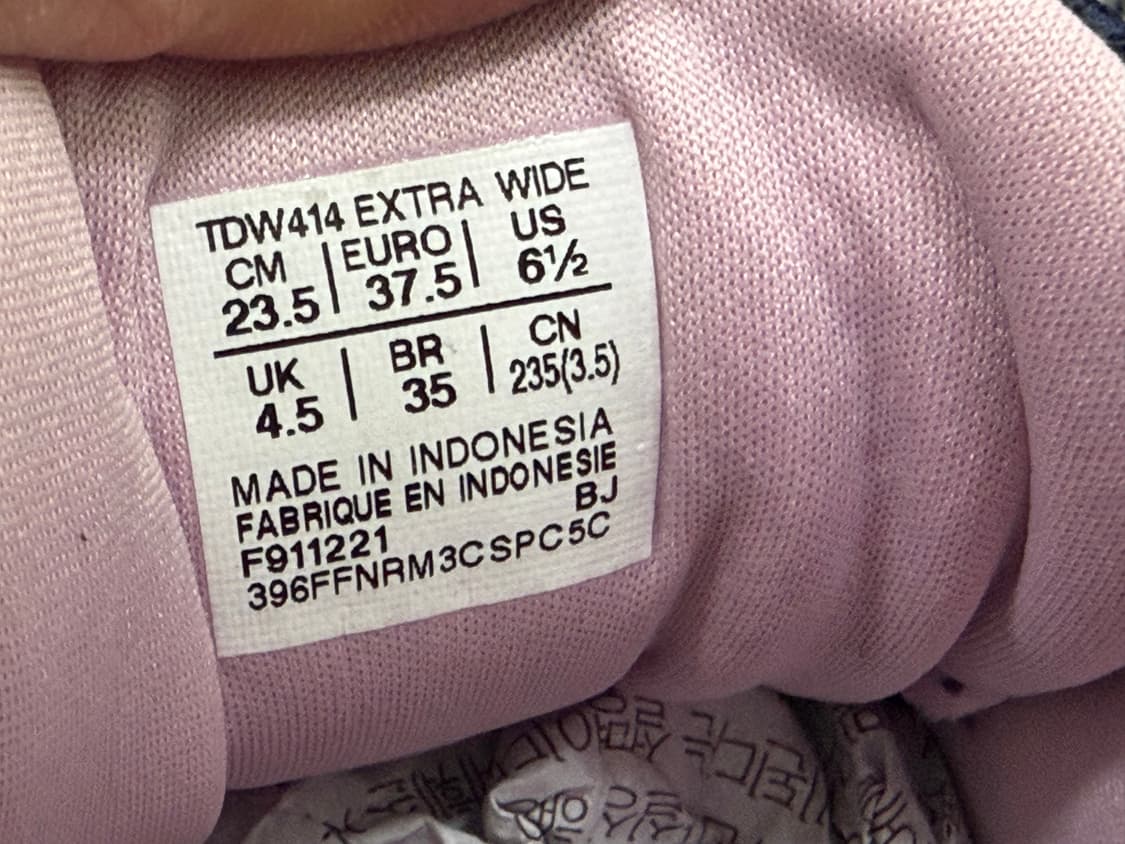 TDW414 EXTRA WIDE
CM | EURO | US
23.5 | 37.5 | 6½
UK | BR | CN
4.5 | 35 | 235(3.5)
MADE IN INDONESIA
FABRIQUE EN INDONESIE
BJ
F911221
396FFNRM3CSPC5C